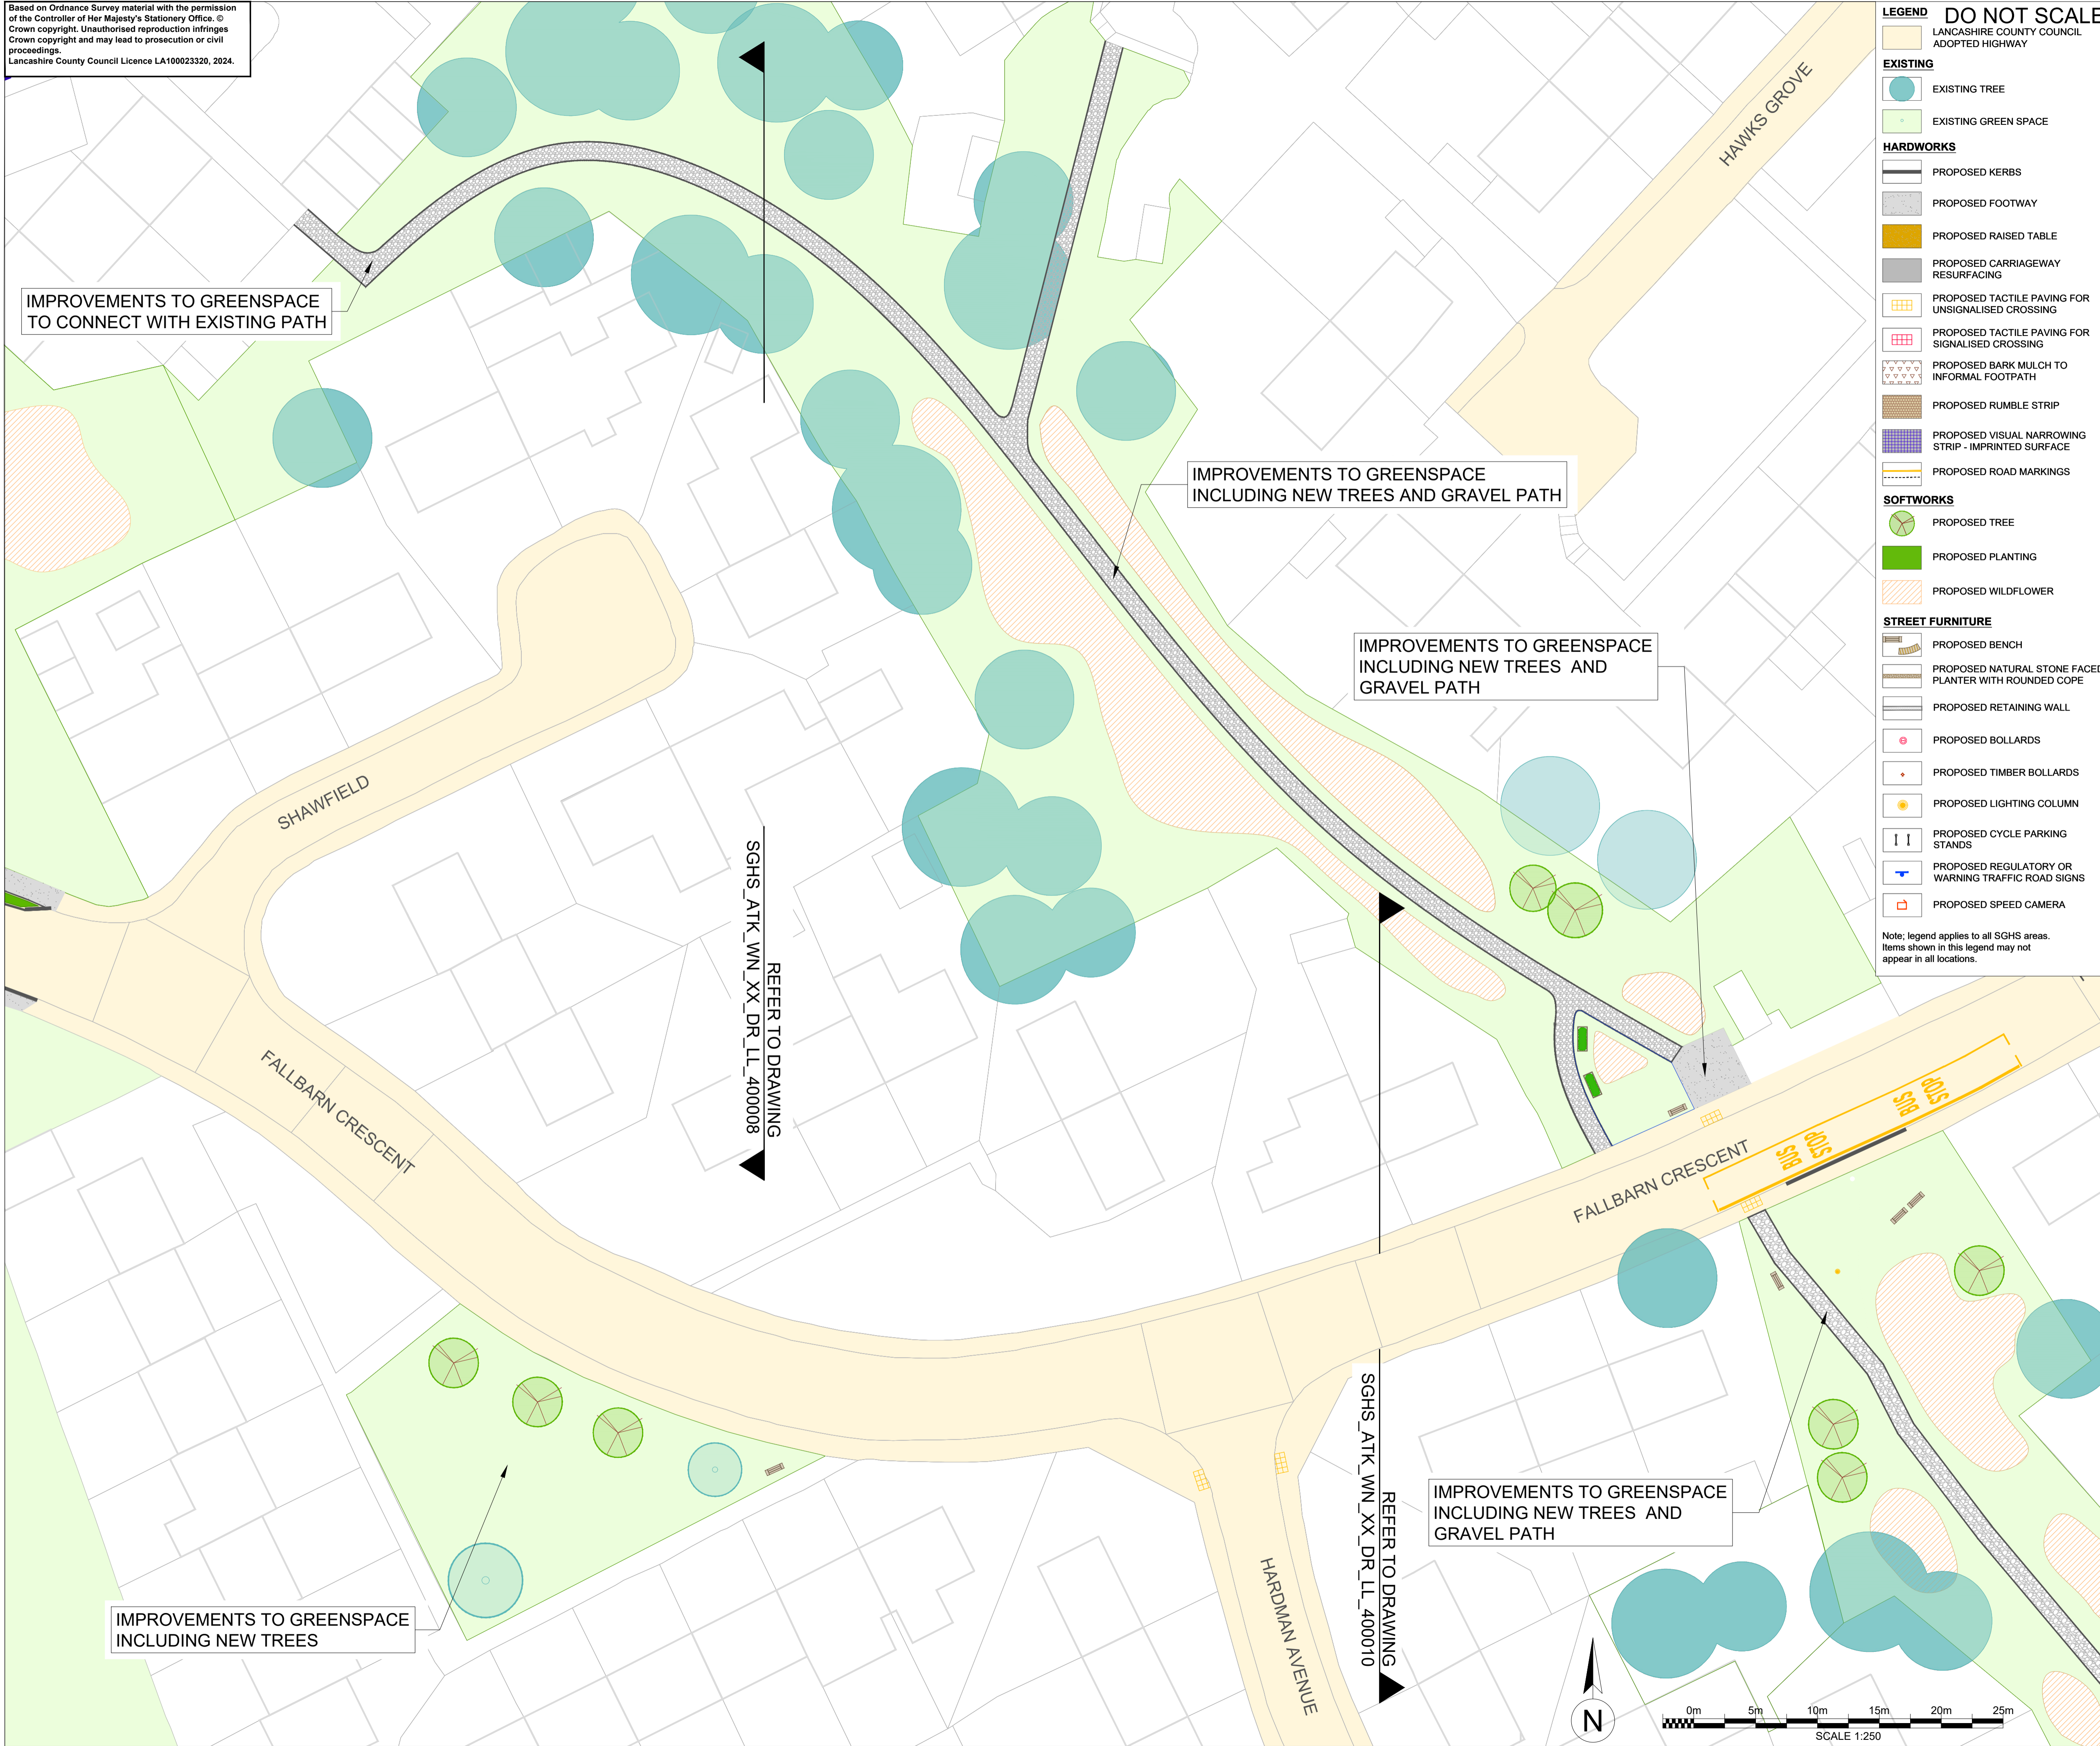 Based on Ordnance Survey material with the permission
of the Controller of Her Majesty's Stationery Office. ©
Crown copyright. Unauthorised reproduction infringes
Crown copyright and may lead to prosecution or civil
proceedings.
Lancashire County Council Licence LA100023320, 2024.
IMPROVEMENTS TO GREENSPACE
TO CONNECT WITH EXISTING PATH
HAWKS GROVE
IMPROVEMENTS TO GREENSPACE
INCLUDING NEW TREES AND GRAVEL PATH
IMPROVEMENTS TO GREENSPACE
INCLUDING NEW TREES AND
GRAVEL PATH
SHAWFIELD
REFER TO DRAWING
SGHS_ATK_WN_XX_DR_LL_400008
FALLBARN CRESCENT
FALLBARN CRESCENT
BUS
STOP
BUS
STOP
REFER TO DRAWING
SGHS_ATK_WN_XX_DR_LL_400010
HARDMAN AVENUE
IMPROVEMENTS TO GREENSPACE
INCLUDING NEW TREES AND
GRAVEL PATH
IMPROVEMENTS TO GREENSPACE
INCLUDING NEW TREES
N
0m 5m 10m 15m 20m 25m
SCALE 1:250
LEGEND DO NOT SCALE
LANCASHIRE COUNTY COUNCIL
ADOPTED HIGHWAY
EXISTING
EXISTING TREE
EXISTING GREEN SPACE
HARDWORKS
PROPOSED KERBS
PROPOSED FOOTWAY
PROPOSED RAISED TABLE
PROPOSED CARRIAGEWAY
RESURFACING
PROPOSED TACTILE PAVING FOR
UNSIGNALISED CROSSING
PROPOSED TACTILE PAVING FOR
SIGNALISED CROSSING
PROPOSED BARK MULCH TO
INFORMAL FOOTPATH
PROPOSED RUMBLE STRIP
PROPOSED VISUAL NARROWING
STRIP - IMPRINTED SURFACE
PROPOSED ROAD MARKINGS
SOFTWORKS
PROPOSED TREE
PROPOSED PLANTING
PROPOSED WILDFLOWER
STREET FURNITURE
PROPOSED BENCH
PROPOSED NATURAL STONE FACED
PLANTER WITH ROUNDED COPE
PROPOSED RETAINING WALL
PROPOSED BOLLARDS
PROPOSED TIMBER BOLLARDS
PROPOSED LIGHTING COLUMN
PROPOSED CYCLE PARKING
STANDS
PROPOSED REGULATORY OR
WARNING TRAFFIC ROAD SIGNS
PROPOSED SPEED CAMERA
Note; legend applies to all SGHS areas.
Items shown in this legend may not
appear in all locations.